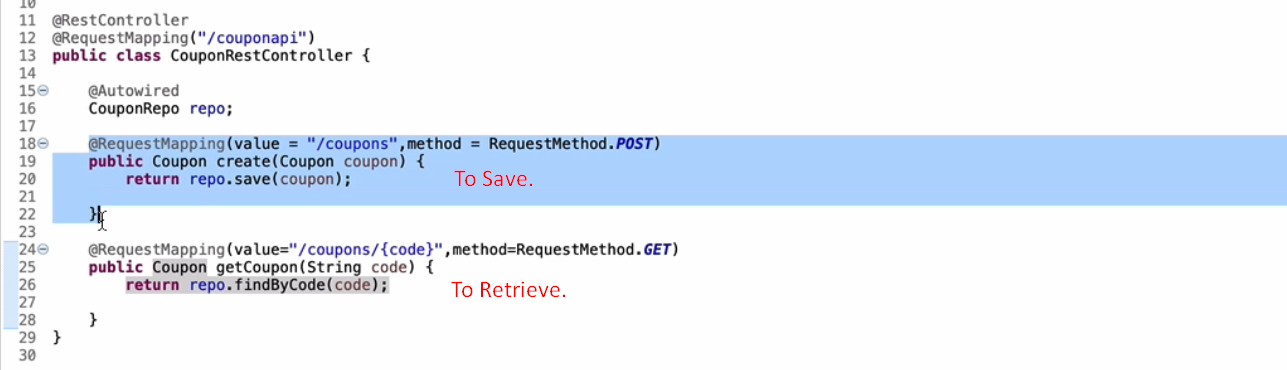 10
11 @RestController
12 @RequestMapping("/couponapi")
13 public class CouponRestController {
14
15 @Autowired
16 CouponRepo repo;
17
18 @RequestMapping(value = "/coupons",method = RequestMethod.POST)
19 public Coupon create(Coupon coupon) {
20 return repo.save(coupon); To Save.
21
22 }
23
24 @RequestMapping(value="/coupons/{code}",method=RequestMethod.GET)
25 public Coupon getCoupon(String code) {
26 return repo.findByCode(code); To Retrieve.
27
28 }
29 }
30